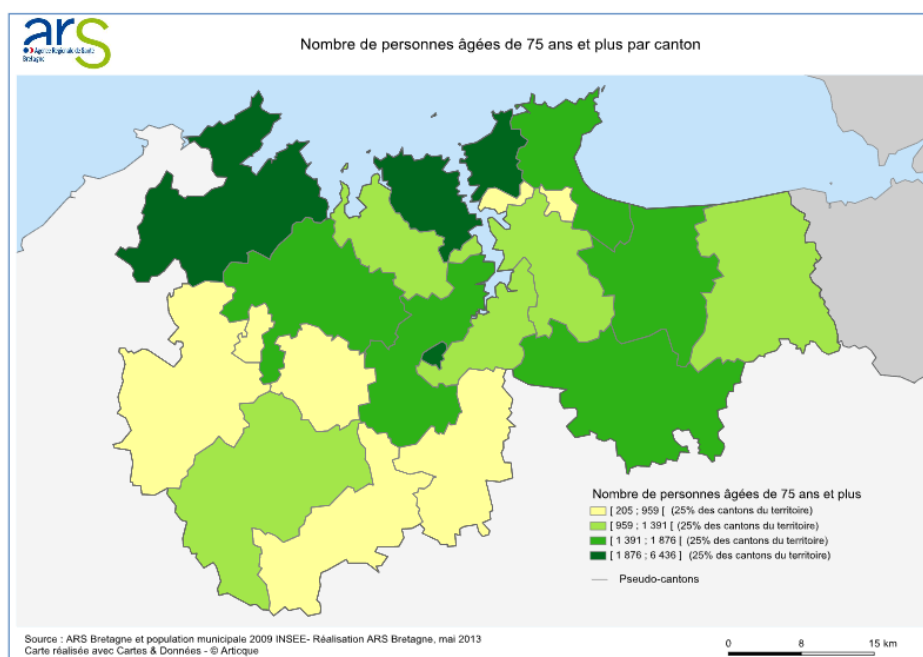 ars
Agence Régionale de Santé
Bretagne
Nombre de personnes âgées de 75 ans et plus par canton
Nombre de personnes âgées de 75 ans et plus
[ 205 ; 959 [ (25% des cantons du territoire)
[ 959 ; 1 391 [ (25% des cantons du territoire)
[ 1 391 ; 1 876 [ (25% des cantons du territoire)
[ 1 876 ; 6 436 ] (25% des cantons du territoire)
Pseudo-cantons
Source : ARS Bretagne et population municipale 2009 INSEE- Réalisation ARS Bretagne, mai 2013
Carte réalisée avec Cartes & Données - © Articque
0 8 15 km